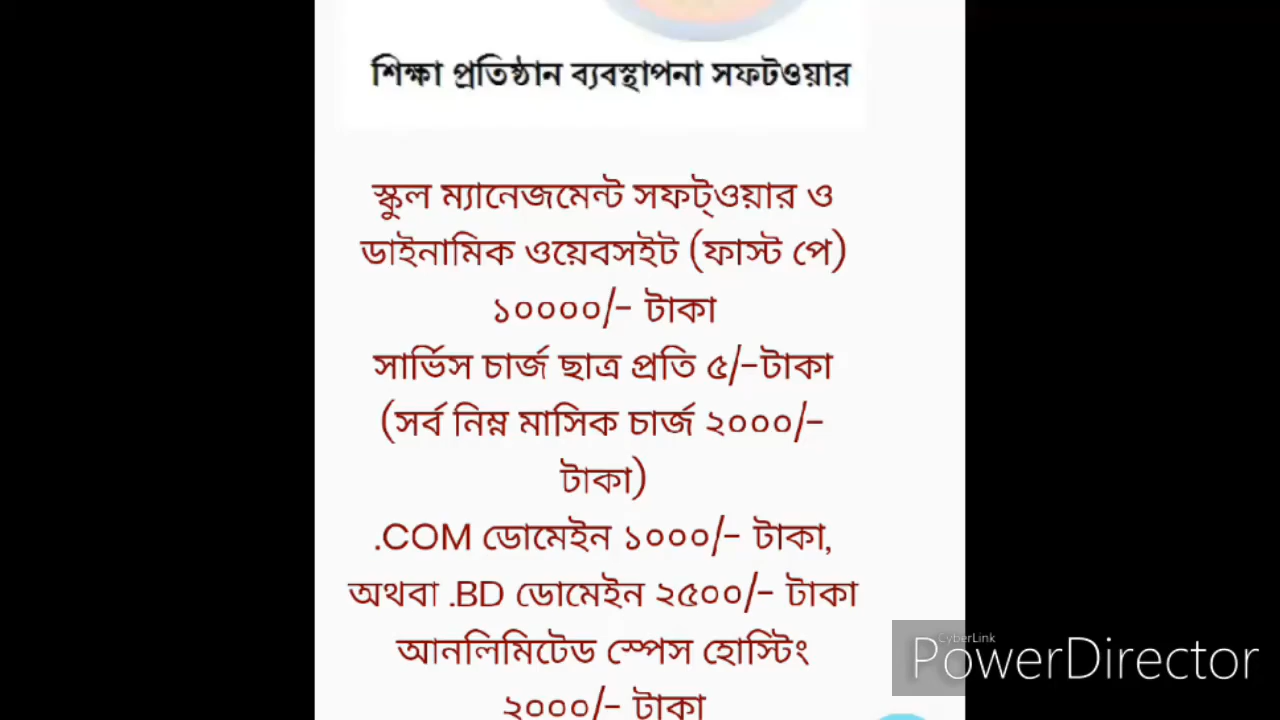 শিক্ষা প্রতিষ্ঠান ব্যবস্থাপনা সফটওয়ার
স্কুল ম্যানেজমেন্ট সফট্ওয়ার ও
ডাইনামিক ওয়েবসইট (ফাস্ট পে)
১০০০০/- টাকা
সার্ভিস চার্জ ছাত্র প্রতি ৫/-টাকা
(সর্ব নিম্ন মাসিক চার্জ ২০০০/-
টাকা)
.COM ডোমেইন ১০০০/- টাকা,
অথবা .BD ডোমেইন ২৫০০/- টাকা
আনলিমিটেড স্পেস হোস্টিং
২০০০/- টাকা
CyberLink
PowerDirector